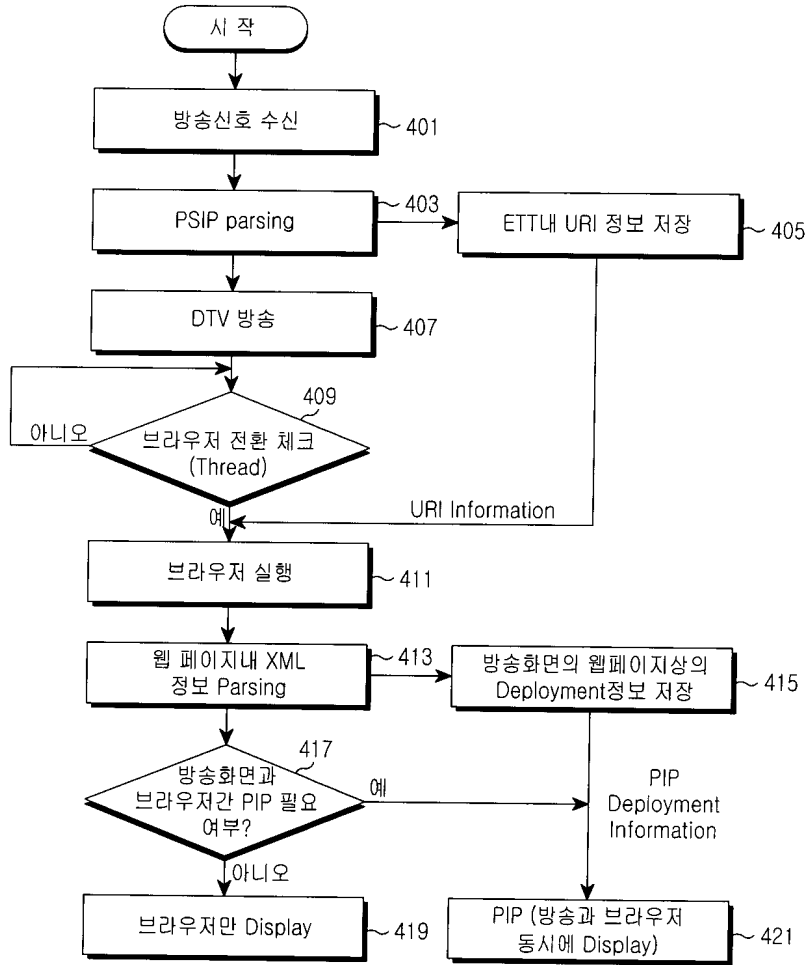 시 작
방송신호 수신
401
PSIP parsing
403
ETT내 URI 정보 저장
405
DTV 방송
407
409
아니오
브라우저 전환 체크
(Thread)
예
URI Information
브라우저 실행
411
웹 페이지내 XML
정보 Parsing
413
방송화면의 웹페이지상의
Deployment정보 저장
415
417
방송화면과
브라우저간 PIP 필요
여부?
예
PIP
Deployment
Information
아니오
브라우저만 Display
419
PIP (방송과 브라우저
동시에 Display)
421